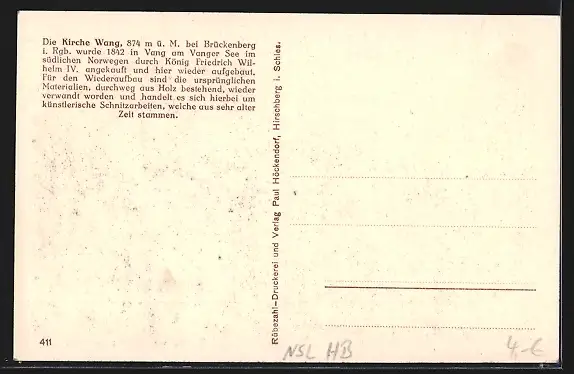 Die Kirche Wang, 874 m ü. M. bei Brückenberg
i. Rgb. wurde 1842 in Vang am Vanger See im
südlichen Norwegen durch König Friedrich Wil-
helm IV. angekauft und hier wieder aufgebaut.
Für den Wiederaufbau sind die ursprünglichen
Materialien, durchweg aus Holz bestehend, wieder
verwandt worden und handelt es sich hierbei um
künstlerische Schnitzarbeiten, welche aus sehr alter
Zeit stammen.
Rübezahl-Druckerei und Verlag Paul Höckendorf, Hirschberg i. Schles.
411
NSL HB
4,-€